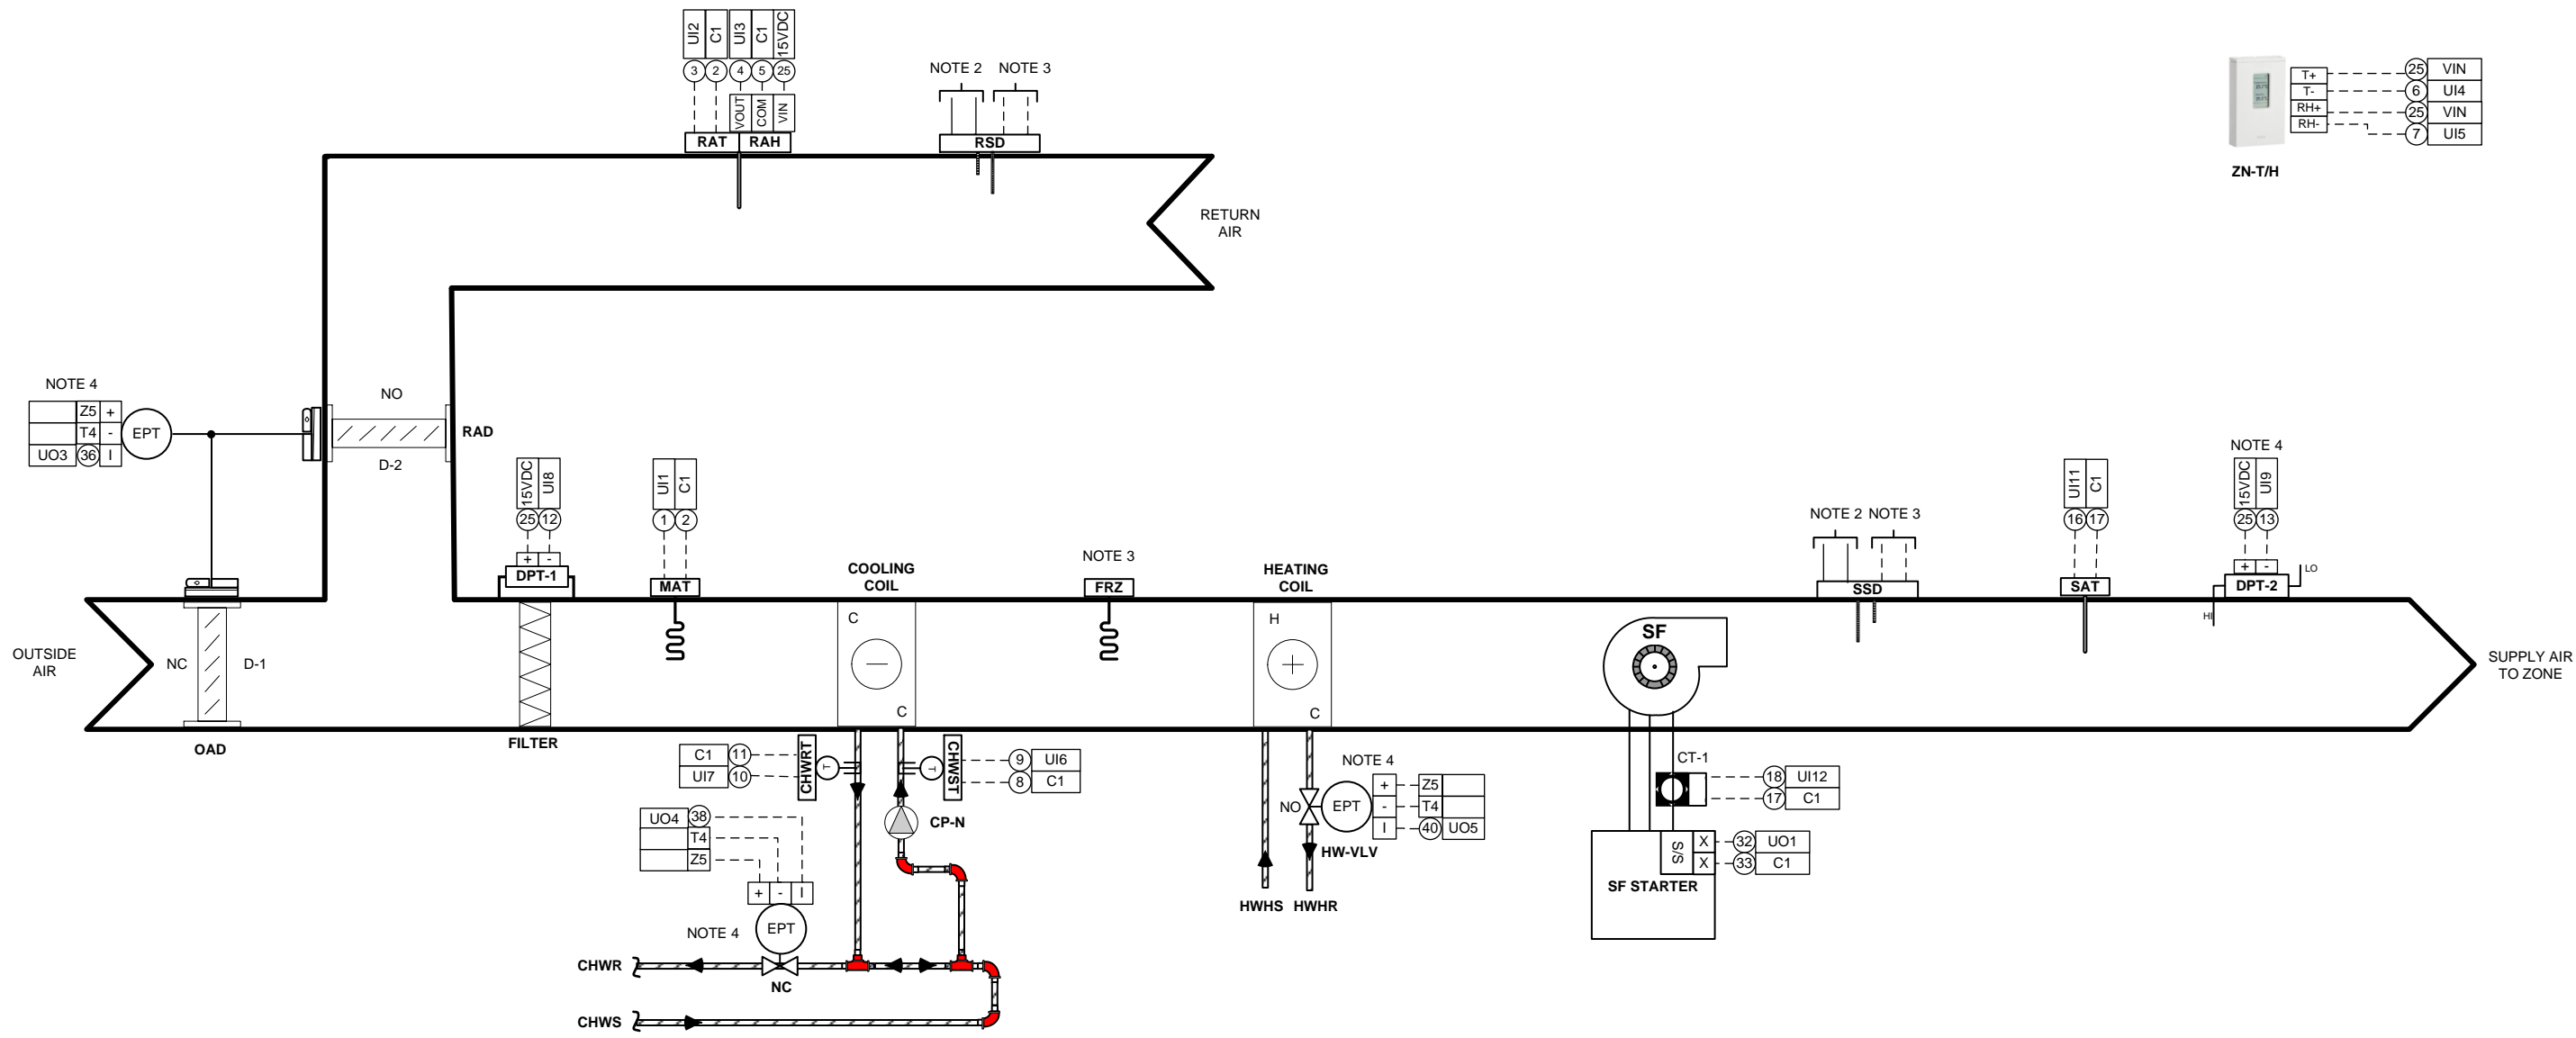 UI2
C1
UI3
C1
15VDC
3
2
4
5
25
VOUT
COM
VIN
RAT
RAH
NOTE 2
NOTE 3
RSD
RETURN
AIR
T+
25
VIN
T-
6
UI4
RH+
25
VIN
RH-
7
UI5
ZN-T/H
NOTE 4
Z5
+
T4
-
UO3
36
I
EPT
NO
RAD
D-2
15VDC
UI8
25
12
+
-
DPT-1
UI1
C1
1
2
MAT
COOLING
COIL
NOTE 3
FRZ
HEATING
COIL
NOTE 2
NOTE 3
SSD
UI11
C1
16
17
SAT
NOTE 4
15VDC
UI9
25
13
+
-
DPT-2
LO
HI
OUTSIDE
AIR
NC
D-1
OAD
FILTER
C
C
H
C
SF
SUPPLY AIR
TO ZONE
C1
11
UI7
10
CHWRT
T
T
CHWST
9
UI6
8
C1
UO4
38
T4
Z5
+
-
I
EPT
NOTE 4
CP-N
NOTE 4
NO
EPT
+
Z5
-
T4
I
40
UO5
HW-VLV
HWHS
HWHR
CT-1
18
UI12
17
C1
S/S
X
32
UO1
X
33
C1
SF STARTER
CHWR
NC
CHWS